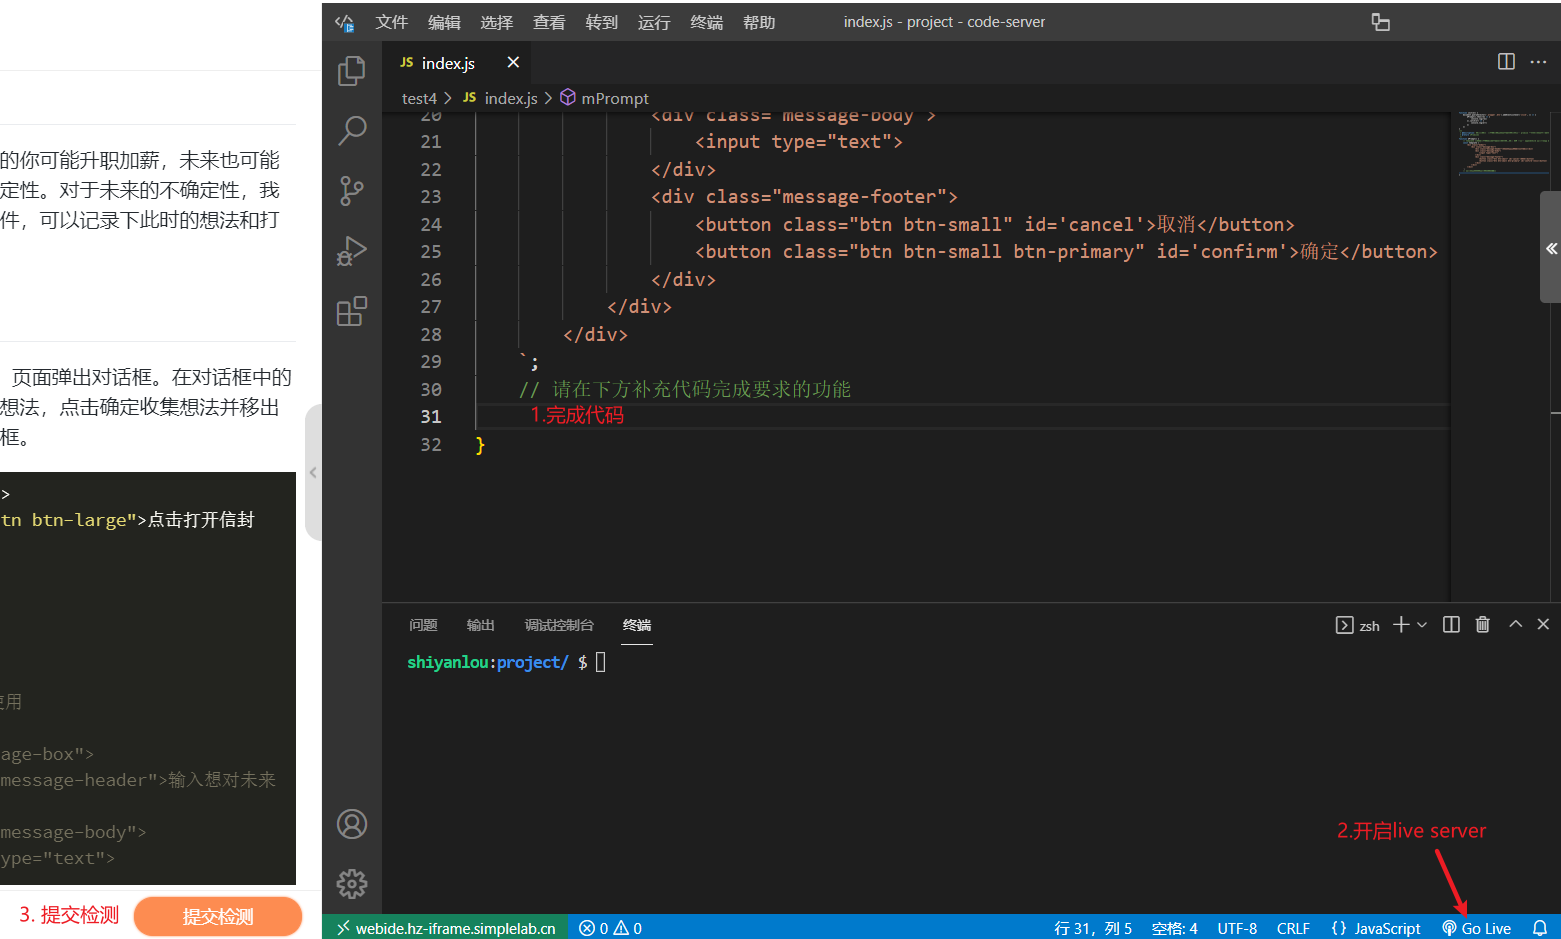 的你可能升职加薪，未来也可能
定性。对于未来的不确定性，我
件，可以记录下此时的想法和打
页面弹出对话框。在对话框中的
想法，点击确定收集想法并移出
框。
>
tn btn-large">点击打开信封
使用
age-box">
message-header">输入想对未来
message-body">
ype="text">
3. 提交检测
提交检测
文件 编辑 选择 查看 转到 运行 终端 帮助
index.js - project - code-server
JS index.js
test4 > JS index.js > mPrompt
20 <div class="message-body">
21 <input type="text">
22 </div>
23 <div class="message-footer">
24 <button class="btn btn-small" id='cancel'>取消</button>
25 <button class="btn btn-small btn-primary" id='confirm'>确定</button>
26 </div>
27 </div>
28 </div>
29 `;
30 // 请在下方补充代码完成要求的功能
31 1.完成代码
32 }
问题 输出 调试控制台 终端
zsh
shiyanlou:project/ $
2.开启live server
webide.hz-iframe.simplelab.cn
0 0
行 31，列 5 空格: 4 UTF-8 CRLF {} JavaScript Go Live